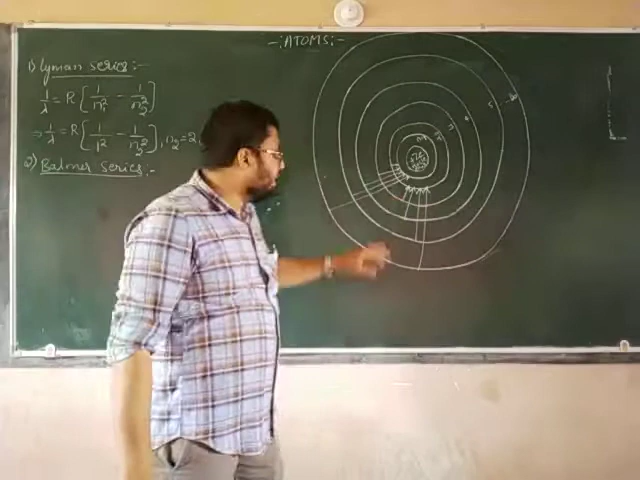 -: ATOMS :-
1) Lyman series :-
1/λ = R [ 1/n₁² - 1/n₂² ]
⇒ 1/λ = R [ 1/1² - 1/n₂² ], n₂ = 2,
2) Balmer series :-